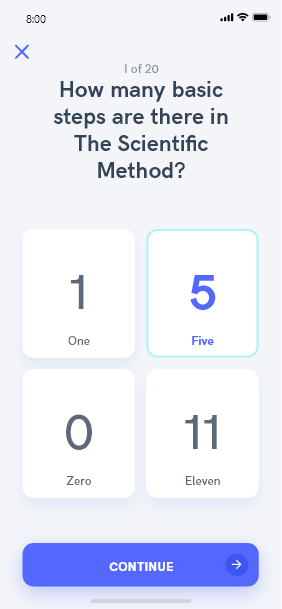 8:00
1 of 20
How many basic
steps are there in
The Scientific
Method?
1
One
5
Five
0
Zero
11
Eleven
CONTINUE